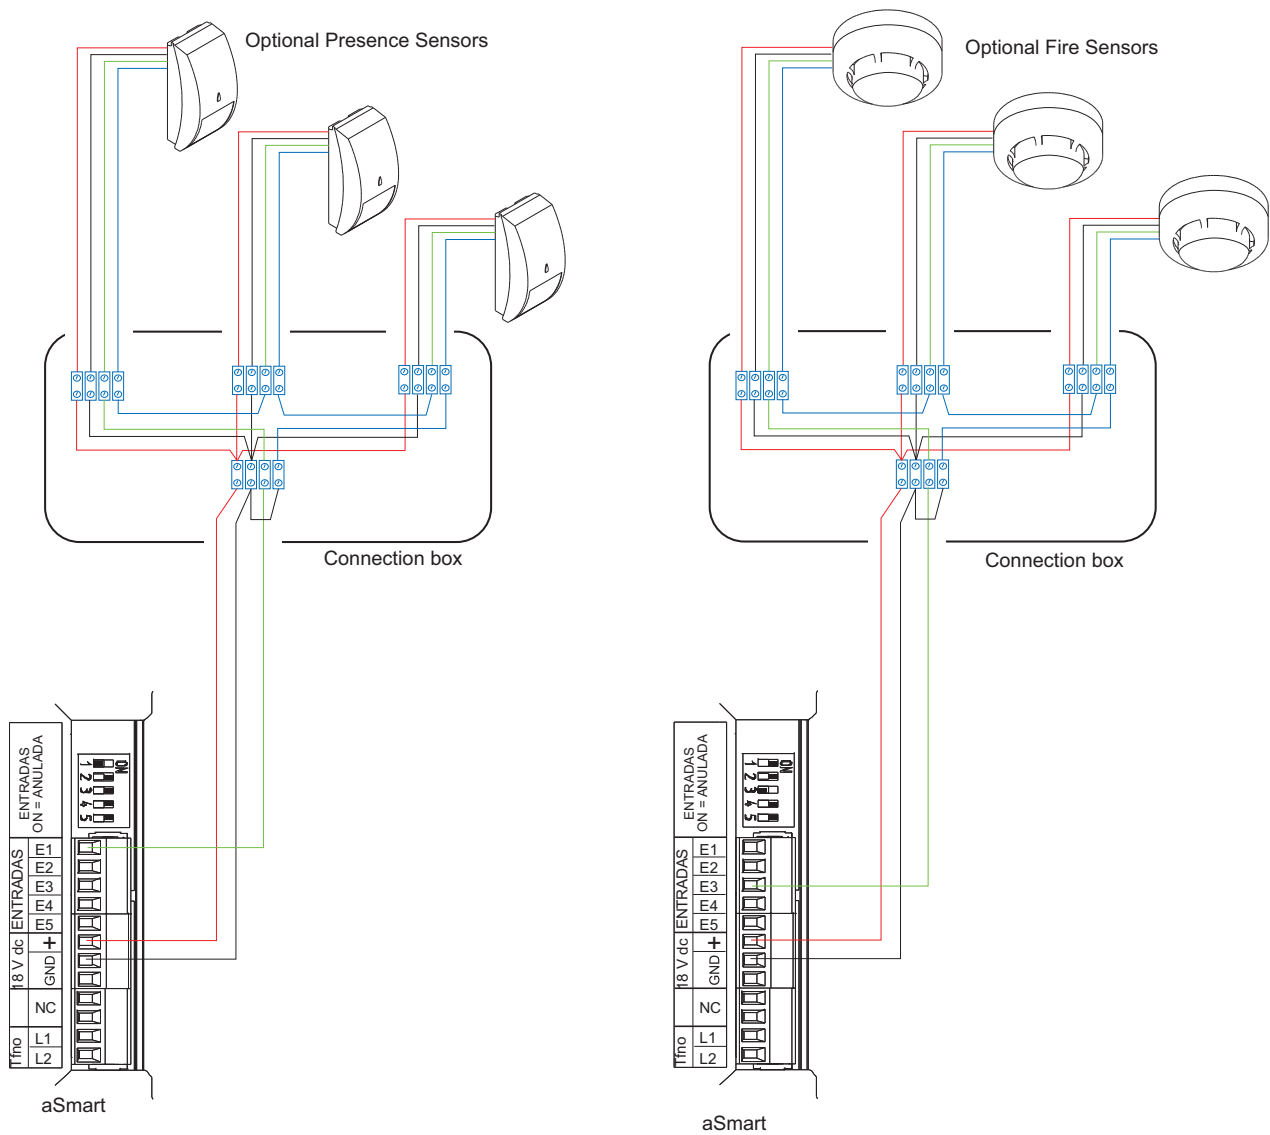 Optional Presence Sensors
Optional Fire Sensors
Connection box
Connection box
ENTRADAS
ON = ANULADA
ON
1
2
3
4
5
ENTRADAS
E1
E2
E3
E4
E5
18 V dc
+
GND
NC
Tfno
L1
L2
aSmart
ENTRADAS
ON = ANULADA
ON
1
2
3
4
5
ENTRADAS
E1
E2
E3
E4
E5
18 V dc
+
GND
NC
Tfno
L1
L2
aSmart